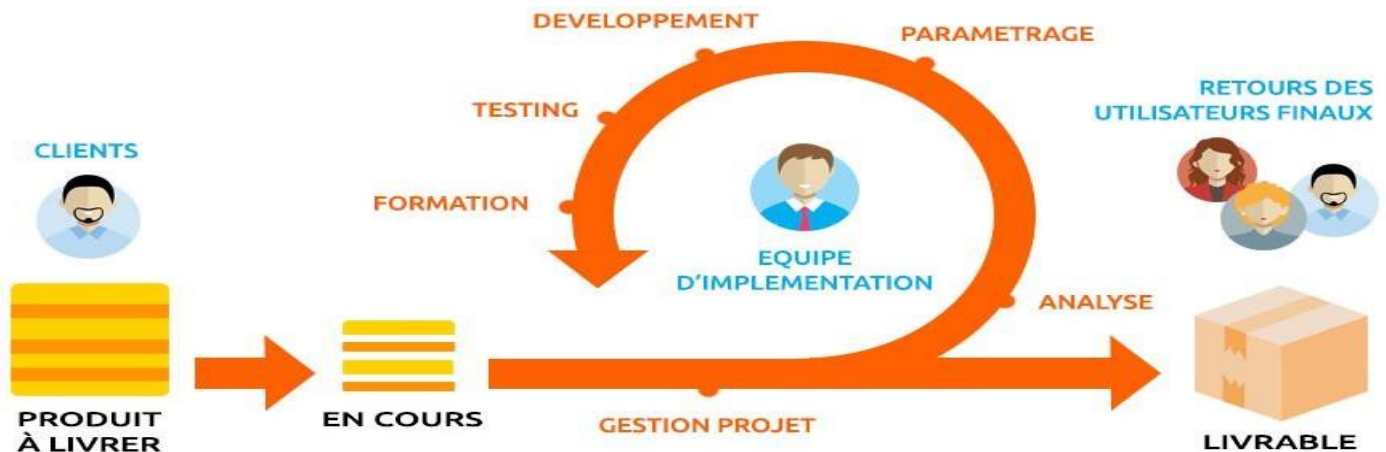 DEVELOPPEMENT
PARAMETRAGE
TESTING
RETOURS DES
UTILISATEURS FINAUX
CLIENTS
FORMATION
EQUIPE
D'IMPLEMENTATION
ANALYSE
PRODUIT
À LIVRER
EN COURS
GESTION PROJET
LIVRABLE